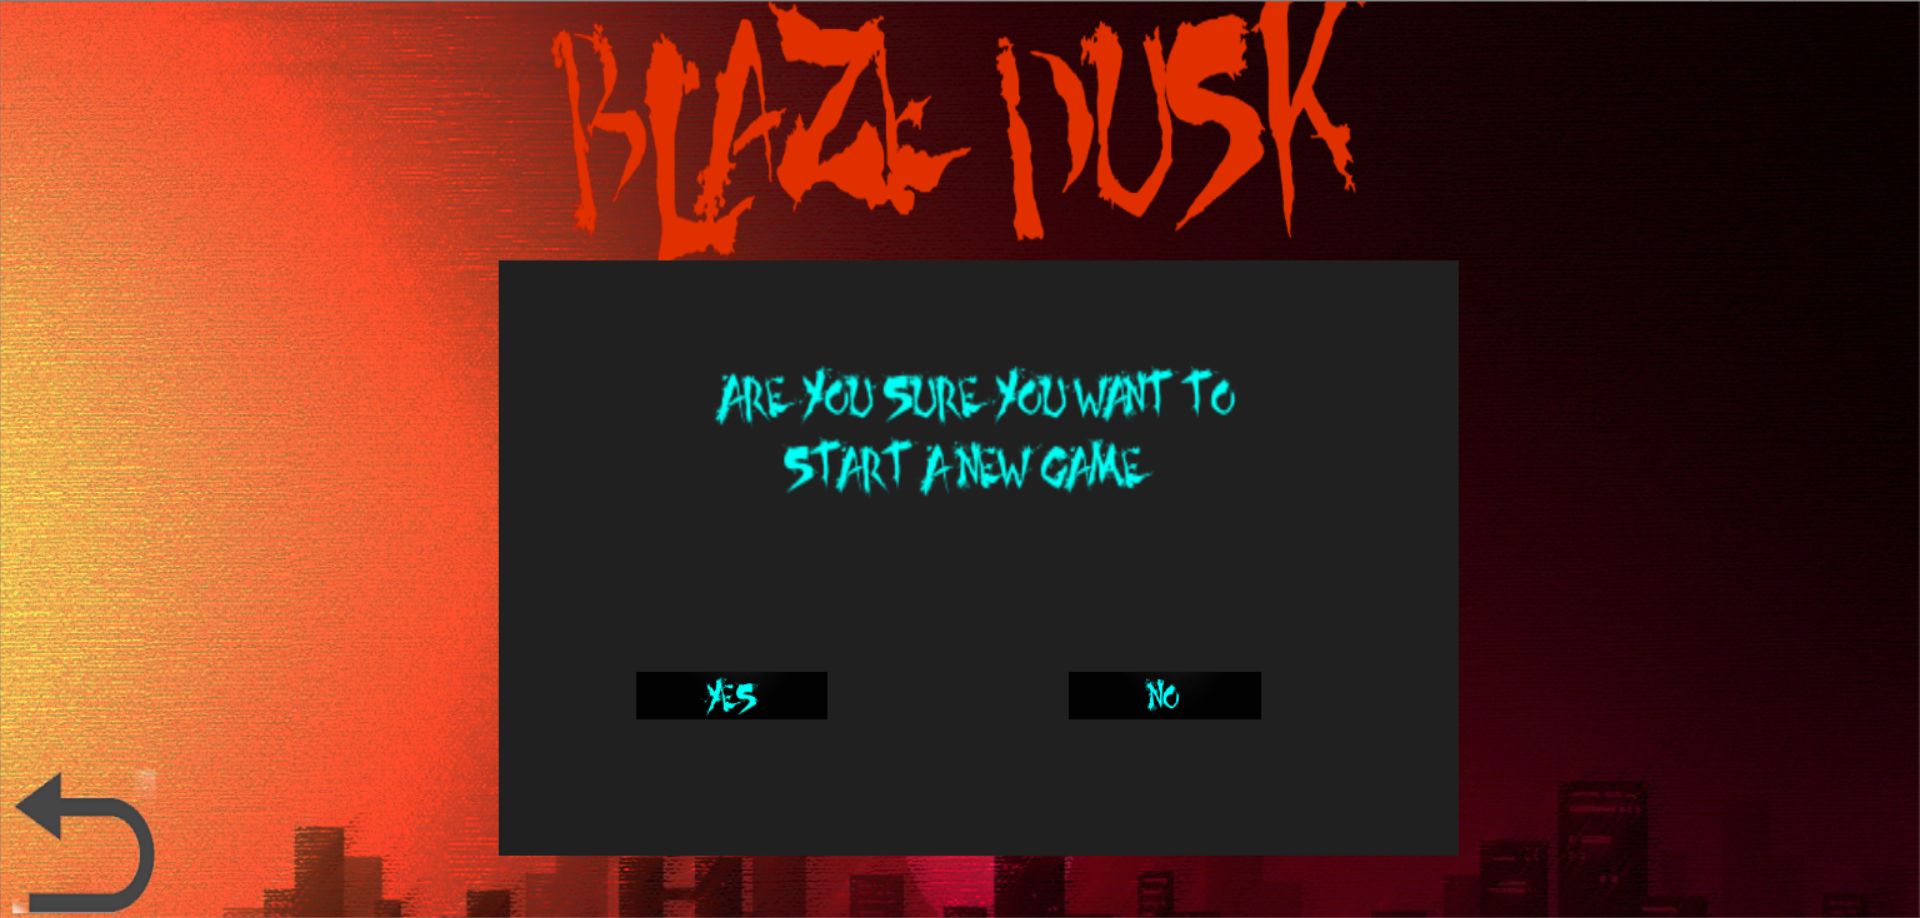 BLAZE DUSK
ARE YOU SURE YOU WANT TO
START A NEW GAME
YES
NO